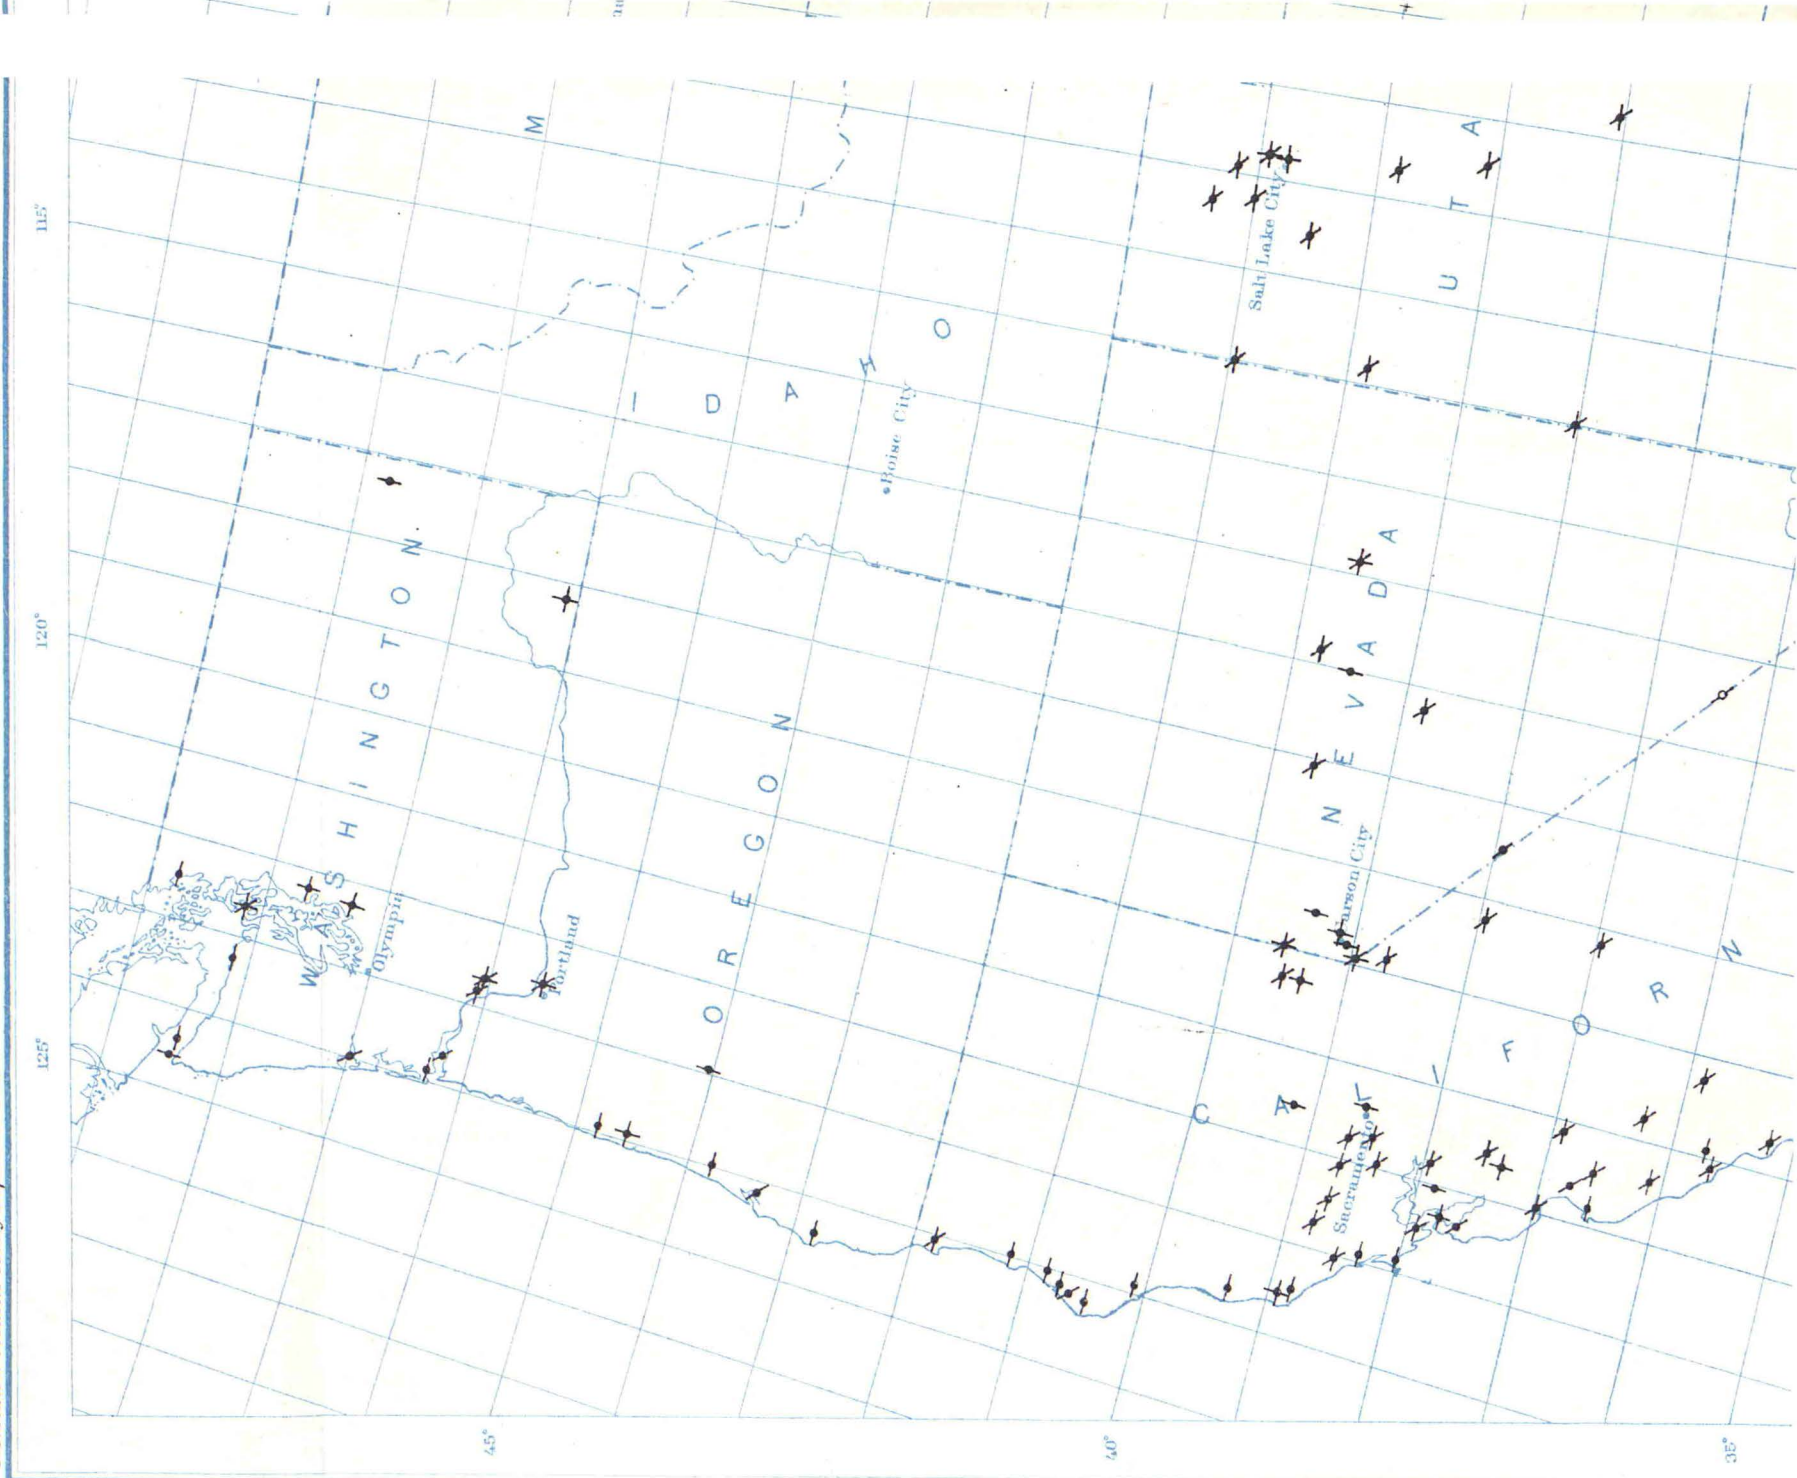 M
115°
U T A
Salt Lake City
I D A H O
Boise City
120°
W A S H I N G T O N
Olympia
Portland
O R E G O N
N E V A D A
Carson City
125°
C A L I F O R N
Sacramento
45°
40°
35°